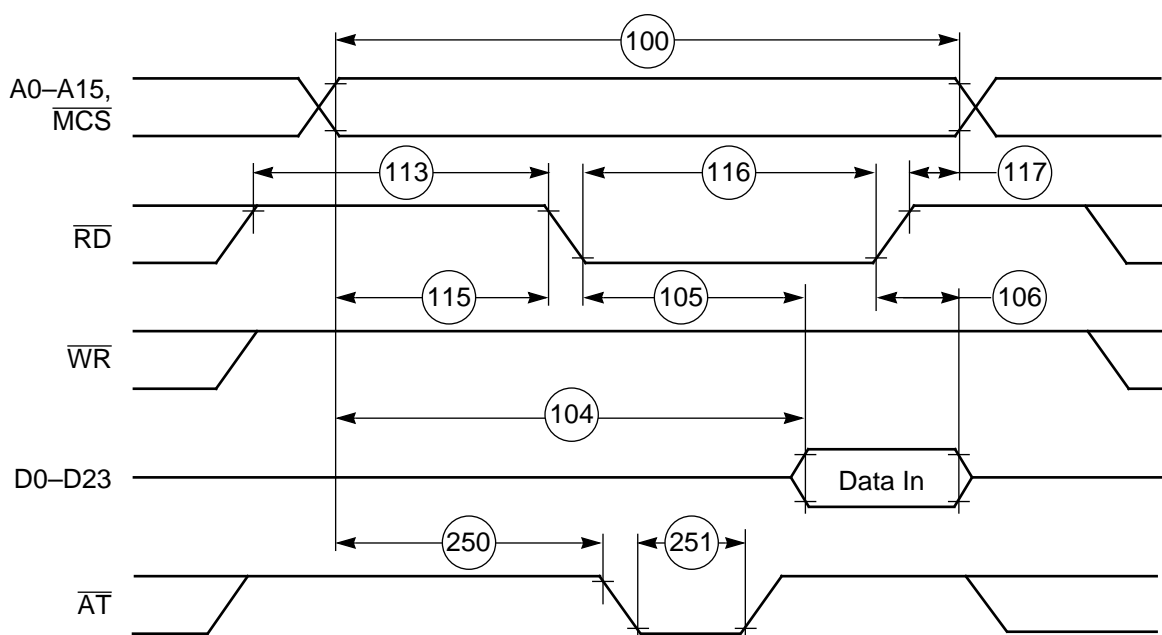 100
A0–A15,
MCS
113
116
117
RD
115
105
106
WR
104
D0–D23
Data In
250
251
AT